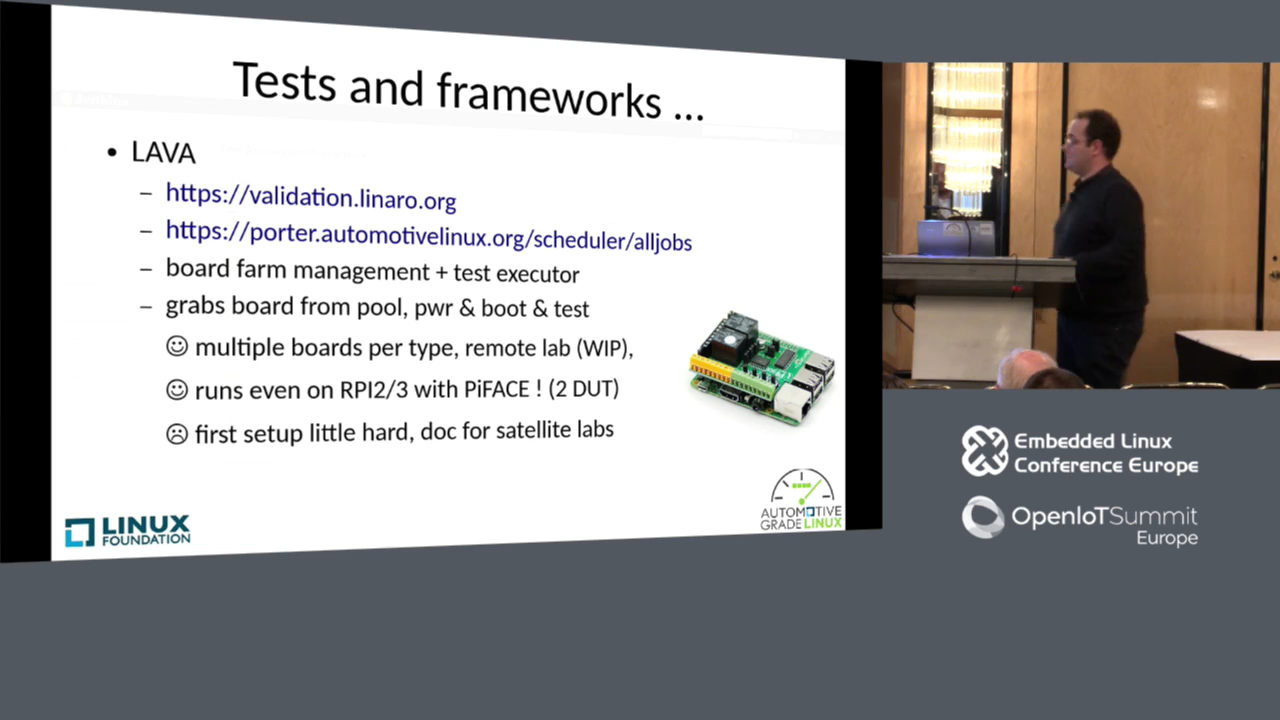 Tests and frameworks ...
• LAVA
– https://validation.linaro.org
– https://porter.automotivelinux.org/scheduler/alljobs
– board farm management + test executor
– grabs board from pool, pwr & boot & test
☺ multiple boards per type, remote lab (WIP),
☺ runs even on RPI2/3 with PiFACE ! (2 DUT)
☹ first setup little hard, doc for satellite labs
LINUX
FOUNDATION
AUTOMOTIVE
GRADE LINUX
Embedded Linux
Conference Europe
OpenIoTSummit
Europe